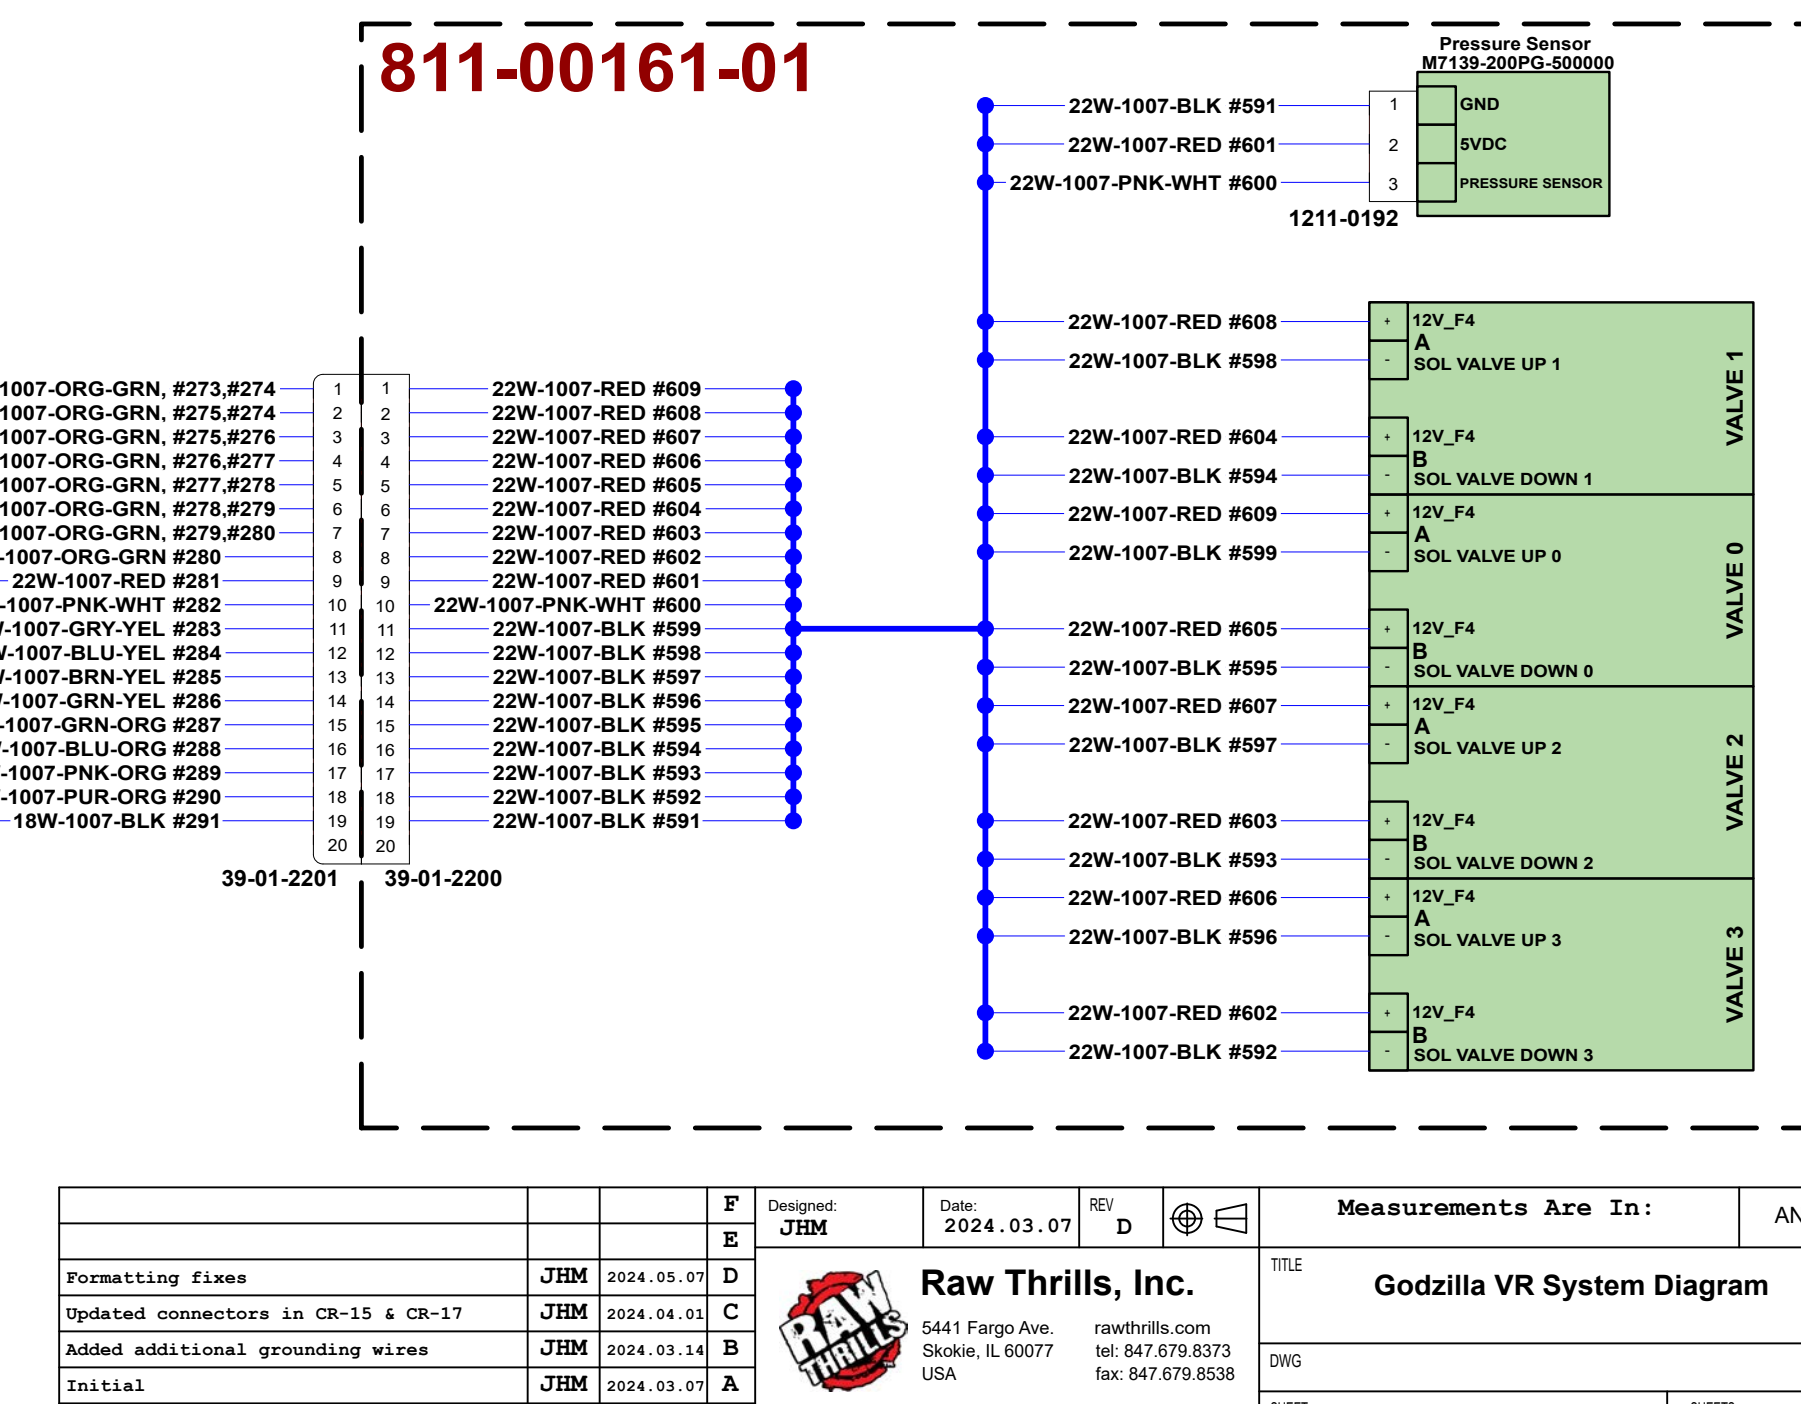 811-00161-01
Pressure Sensor
M7139-200PG-500000
22W-1007-BLK #591 1 GND
22W-1007-RED #601 2 5VDC
22W-1007-PNK-WHT #600 3 PRESSURE SENSOR
1211-0192
22W-1007-RED #608 + 12V_F4
A
22W-1007-BLK #598 - SOL VALVE UP 1
VALVE 1
22W-1007-RED #604 + 12V_F4
B
22W-1007-BLK #594 - SOL VALVE DOWN 1
22W-1007-RED #609 + 12V_F4
A
22W-1007-BLK #599 - SOL VALVE UP 0
VALVE 0
22W-1007-RED #605 + 12V_F4
B
22W-1007-BLK #595 - SOL VALVE DOWN 0
22W-1007-RED #607 + 12V_F4
A
22W-1007-BLK #597 - SOL VALVE UP 2
VALVE 2
22W-1007-RED #603 + 12V_F4
B
22W-1007-BLK #593 - SOL VALVE DOWN 2
22W-1007-RED #606 + 12V_F4
A
22W-1007-BLK #596 - SOL VALVE UP 3
VALVE 3
22W-1007-RED #602 + 12V_F4
B
22W-1007-BLK #592 - SOL VALVE DOWN 3
1007-ORG-GRN, #273,#274 1 1 22W-1007-RED #609
1007-ORG-GRN, #275,#274 2 2 22W-1007-RED #608
1007-ORG-GRN, #275,#276 3 3 22W-1007-RED #607
1007-ORG-GRN, #276,#277 4 4 22W-1007-RED #606
1007-ORG-GRN, #277,#278 5 5 22W-1007-RED #605
1007-ORG-GRN, #278,#279 6 6 22W-1007-RED #604
1007-ORG-GRN, #279,#280 7 7 22W-1007-RED #603
-1007-ORG-GRN #280 8 8 22W-1007-RED #602
22W-1007-RED #281 9 9 22W-1007-RED #601
-1007-PNK-WHT #282 10 10 22W-1007-PNK-WHT #600
-1007-GRY-YEL #283 11 11 22W-1007-BLK #599
-1007-BLU-YEL #284 12 12 22W-1007-BLK #598
-1007-BRN-YEL #285 13 13 22W-1007-BLK #597
-1007-GRN-YEL #286 14 14 22W-1007-BLK #596
-1007-GRN-ORG #287 15 15 22W-1007-BLK #595
-1007-BLU-ORG #288 16 16 22W-1007-BLK #594
-1007-PNK-ORG #289 17 17 22W-1007-BLK #593
-1007-PUR-ORG #290 18 18 22W-1007-BLK #592
18W-1007-BLK #291 19 19 22W-1007-BLK #591
20 20
39-01-2201 39-01-2200
F
E
Formatting fixes JHM 2024.05.07 D
Updated connectors in CR-15 & CR-17 JHM 2024.04.01 C
Added additional grounding wires JHM 2024.03.14 B
Initial JHM 2024.03.07 A
Designed:
JHM
Date:
2024.03.07
REV
D
RAW
THRILLS
Raw Thrills, Inc.
5441 Fargo Ave. rawthrills.com
Skokie, IL 60077 tel: 847.679.8373
USA fax: 847.679.8538
Measurements Are In:
AN
TITLE
Godzilla VR System Diagram
DWG